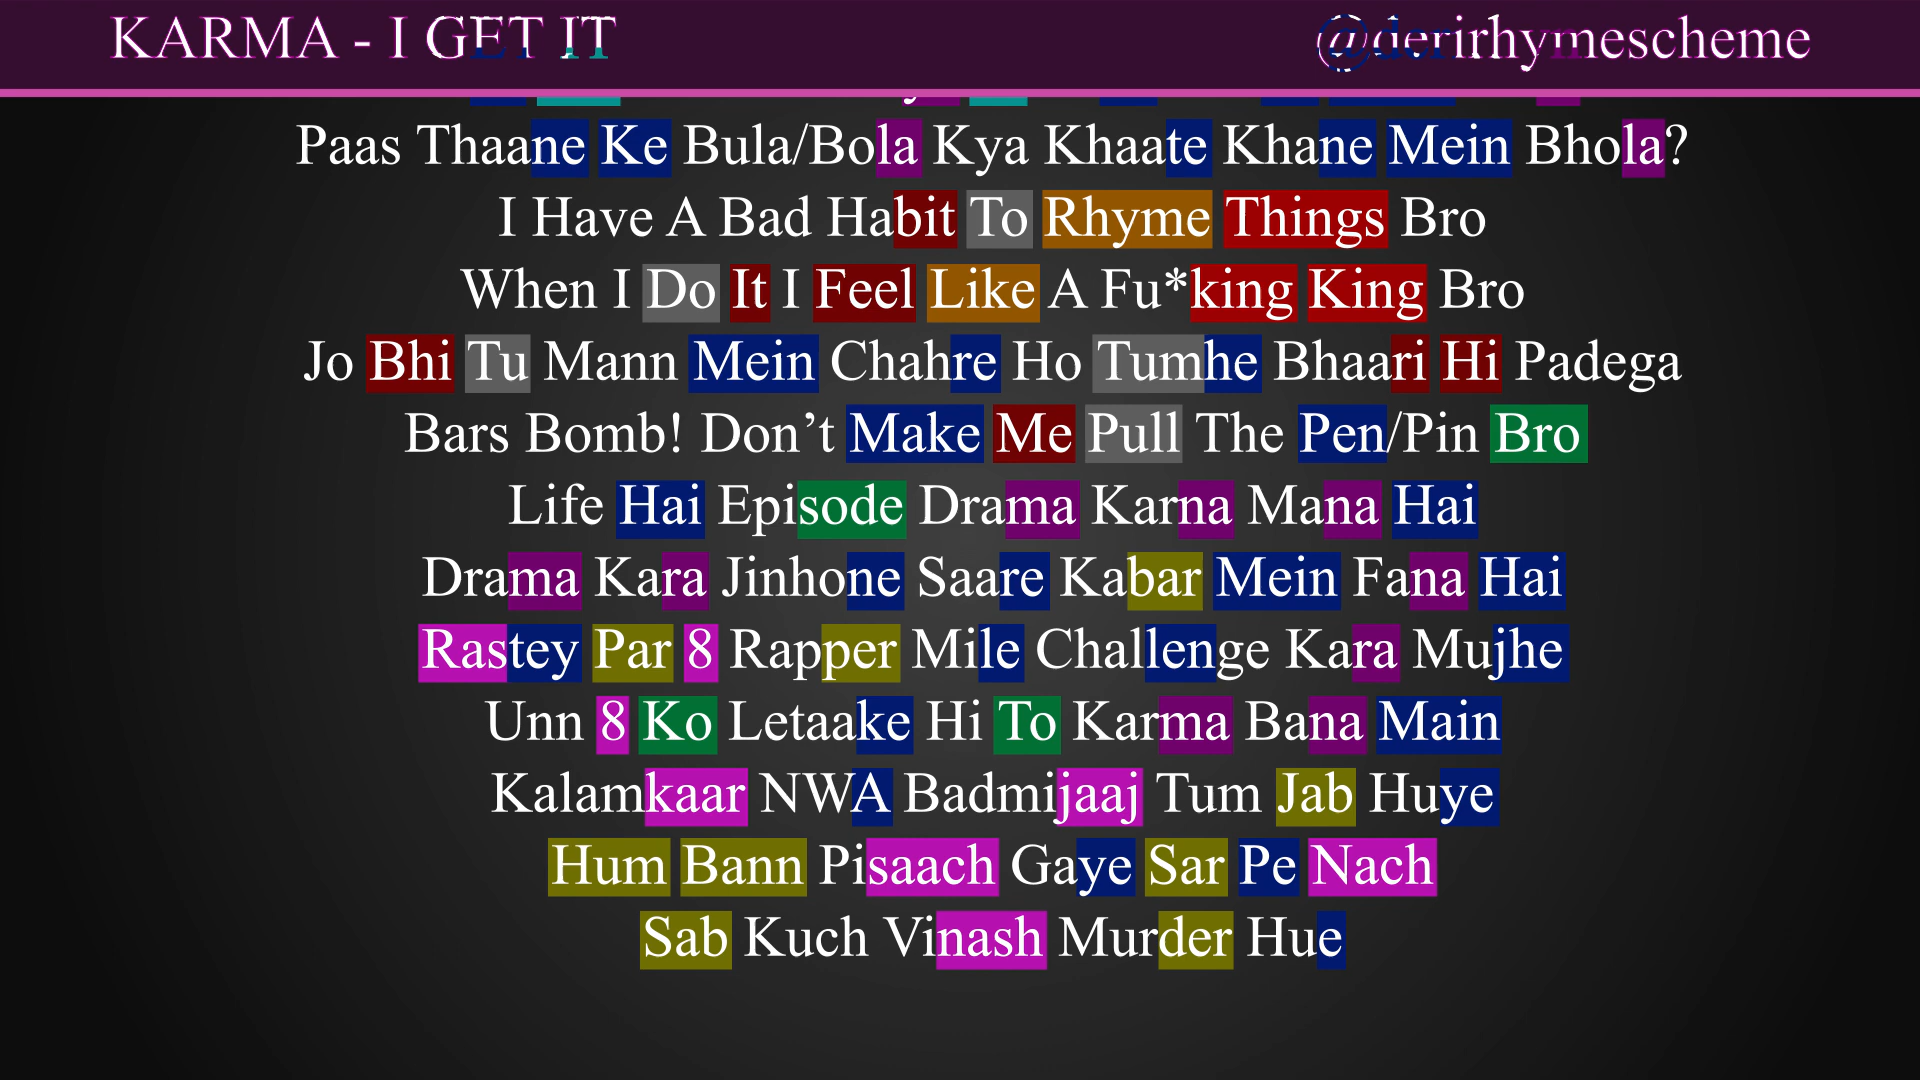 KARMA - I GET IT
@derirhymescheme
Paas Thaane Ke Bula/Bola Kya Khaate Khane Mein Bhola?
I Have A Bad Habit To Rhyme Things Bro
When I Do It I Feel Like A Fu*king King Bro
Jo Bhi Tu Mann Mein Chahre Ho Tumhe Bhaari Hi Padega
Bars Bomb! Don’t Make Me Pull The Pen/Pin Bro
Life Hai Episode Drama Karna Mana Hai
Drama Kara Jinhone Saare Kabar Mein Fana Hai
Rastey Par 8 Rapper Mile Challenge Kara Mujhe
Unn 8 Ko Letaake Hi To Karma Bana Main
Kalamkaar NWA Badmijaaj Tum Jab Huye
Hum Bann Pisaach Gaye Sar Pe Nach
Sab Kuch Vinash Murder Hue